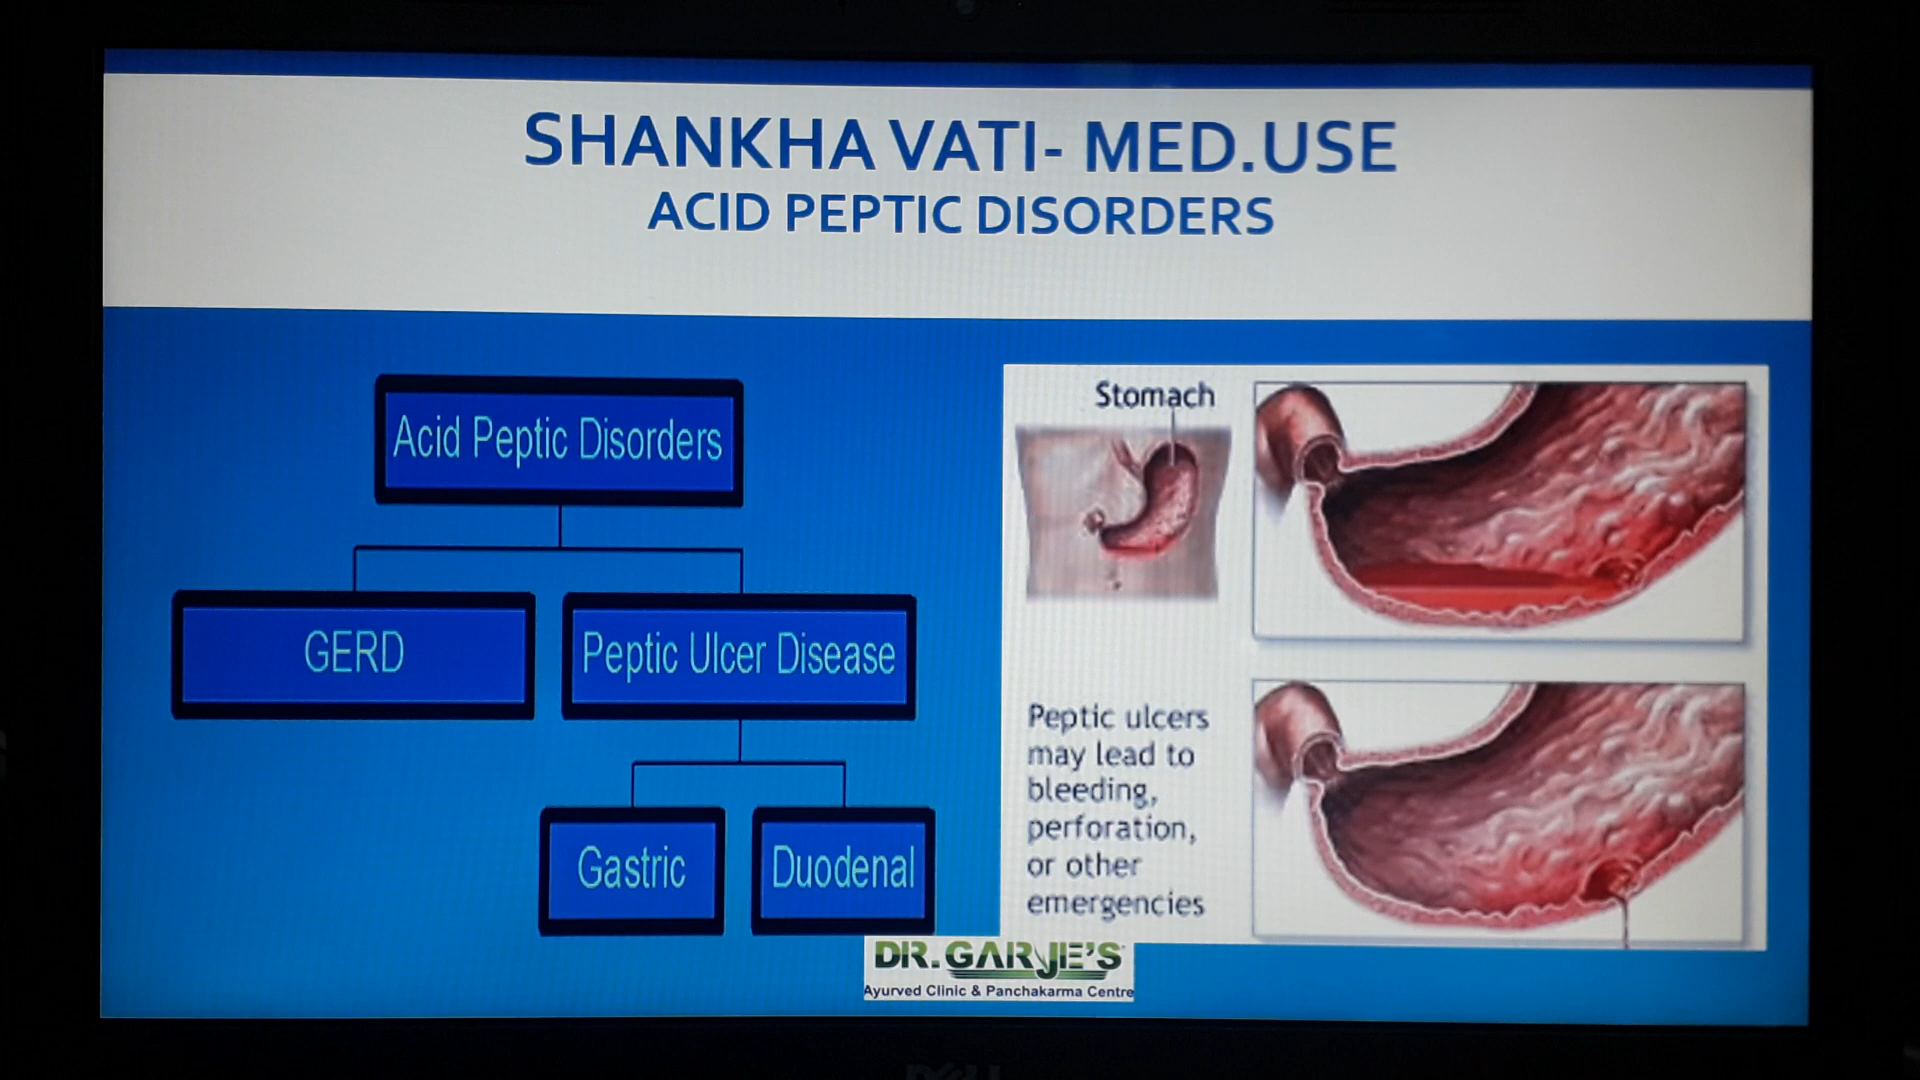 SHANKHA VATI- MED.USE
ACID PEPTIC DISORDERS
Acid Peptic Disorders
GERD
Peptic Ulcer Disease
Gastric
Duodenal
Stomach
Peptic ulcers
may lead to
bleeding,
perforation,
or other
emergencies
DR.GARJE'S
Ayurved Clinic & Panchakarma Centre